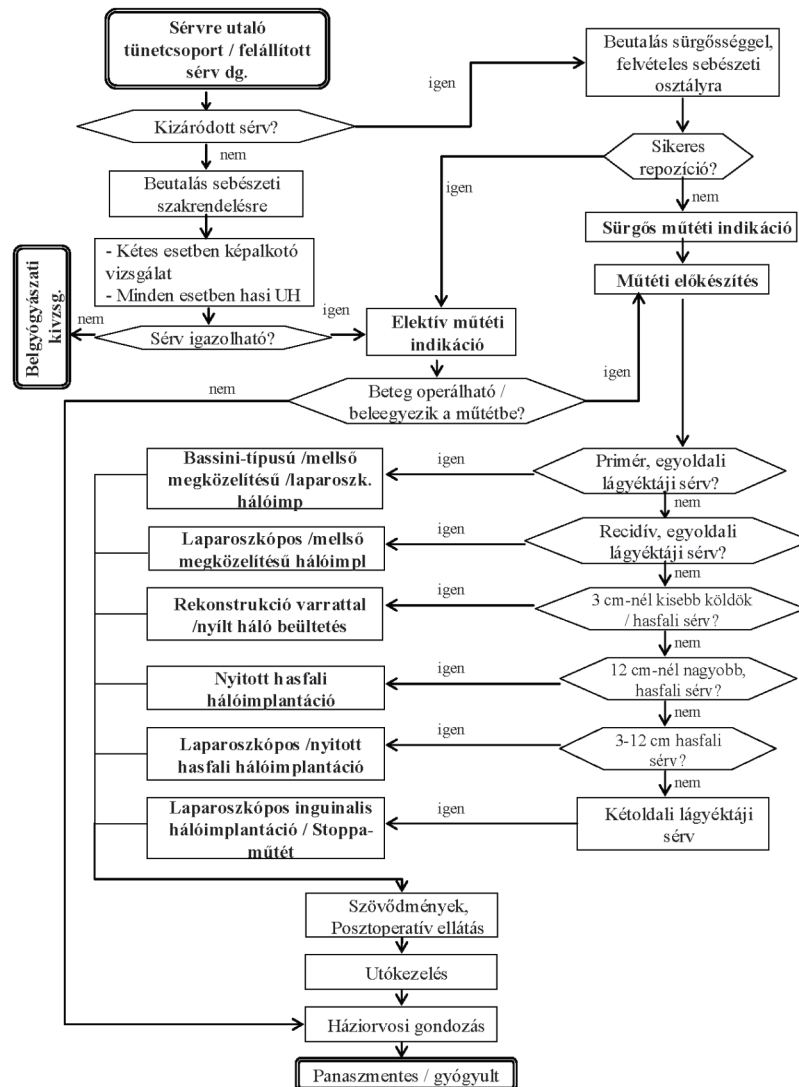 Sérvre utaló
tünetcsoport / felállított
sérv dg.
igen
Beutalás sürgősséggel,
felvételes sebészeti
osztályra
Kizáródott sérv?
nem
igen
Sikeres
repozíció?
nem
Beutalás sebészeti
szakrendelésre
Sürgős műtéti indikáció
- Kétes esetben képalkotó
vizsgálat
- Minden esetben hasi UH
Műtéti előkészítés
Belgyógyászati
kivzsg.
nem
Sérv igazolható?
igen
Elektív műtéti
indikáció
nem
Beteg operálható /
beleegyezik a műtétbe?
igen
Bassini-típusú /mellső
megközelítésű /laparoszk.
hálóimp
igen
Primér, egyoldali
lágyéktáji sérv?
nem
Laparoszkópos /mellső
megközelítésű hálóimpl
igen
Recidív, egyoldali
lágyéktáji sérv?
nem
Rekonstrukció varrattal
/nyílt háló beültetés
igen
3 cm-nél kisebb köldök
/ hasfali sérv?
nem
Nyitott hasfali
hálóimplantáció
igen
12 cm-nél nagyobb,
hasfali sérv?
nem
Laparoszkópos /nyitott
hasfali hálóimplantáció
igen
3-12 cm hasfali
sérv?
nem
Laparoszkópos inguinalis
hálóimplantáció / Stoppa-
műtét
igen
Kétoldali lágyéktáji
sérv
Szövődmények,
Posztoperatív ellátás
Utókezelés
Háziorvosi gondozás
Panaszmentes / gyógyult